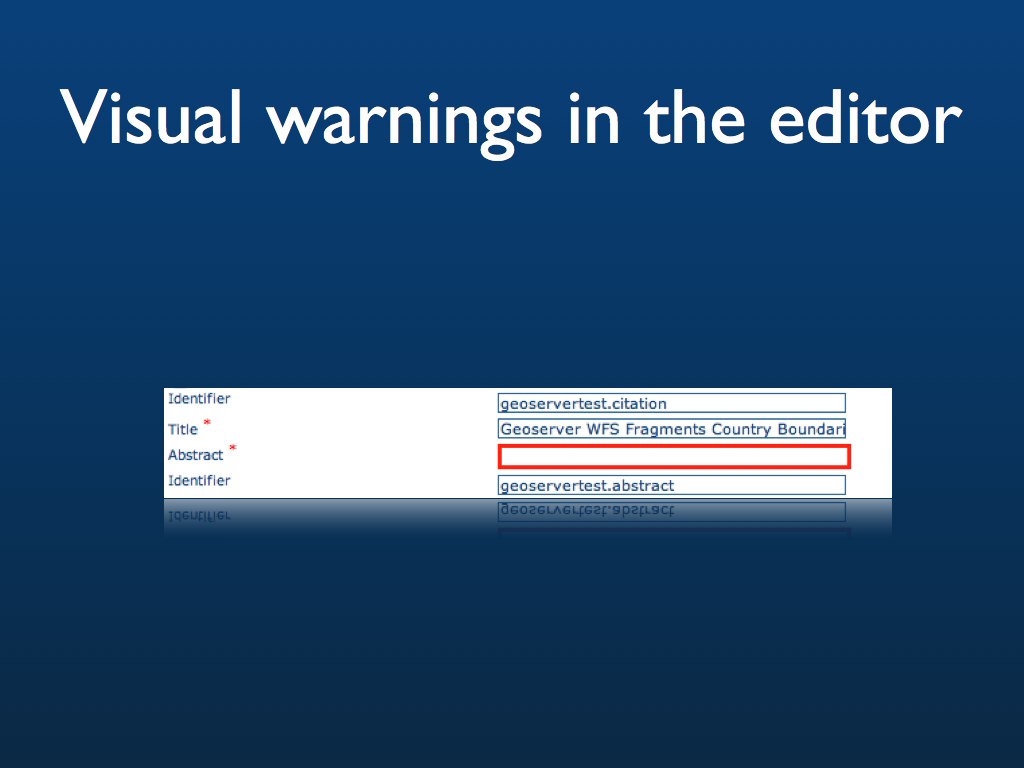 Visual warnings in the editor
Identifier geoservertest.citation
Title * Geoserver WFS Fragments Country Boundari
Abstract *
Identifier geoservertest.abstract